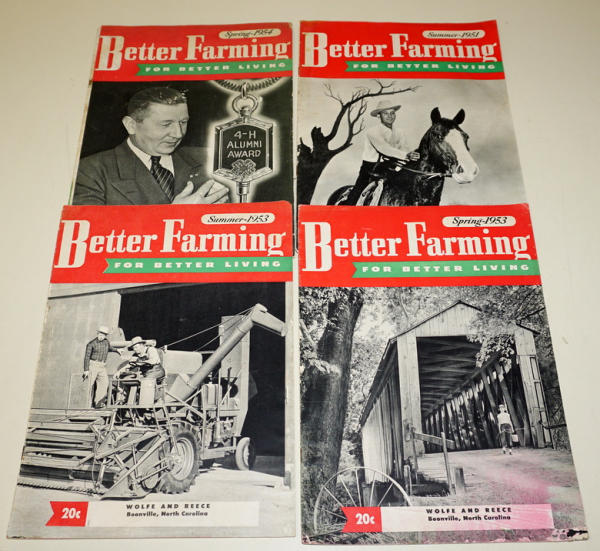 Spring-1954
Better Farming
FOR BETTER LIVING
4-H
ALUMNI
AWARD
Summer-1951
Better Farming
FOR BETTER LIVING
Summer-1953
Better Farming
FOR BETTER LIVING
20¢
WOLFE AND REECE
Boonville, North Carolina
Spring-1953
Better Farming
FOR BETTER LIVING
20¢
WOLFE AND REECE
Boonville, North Carolina